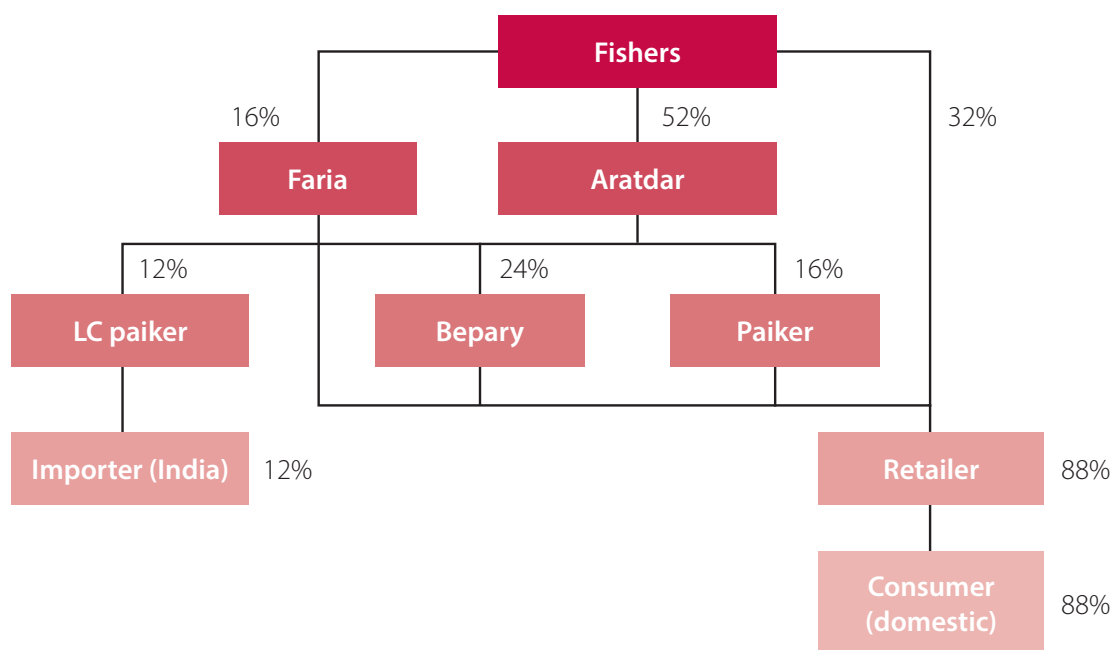 Fishers
16%
52%
32%
Faria
Aratdar
12%
24%
16%
LC paiker
Bepary
Paiker
Importer (India)
12%
Retailer
88%
Consumer
(domestic)
88%